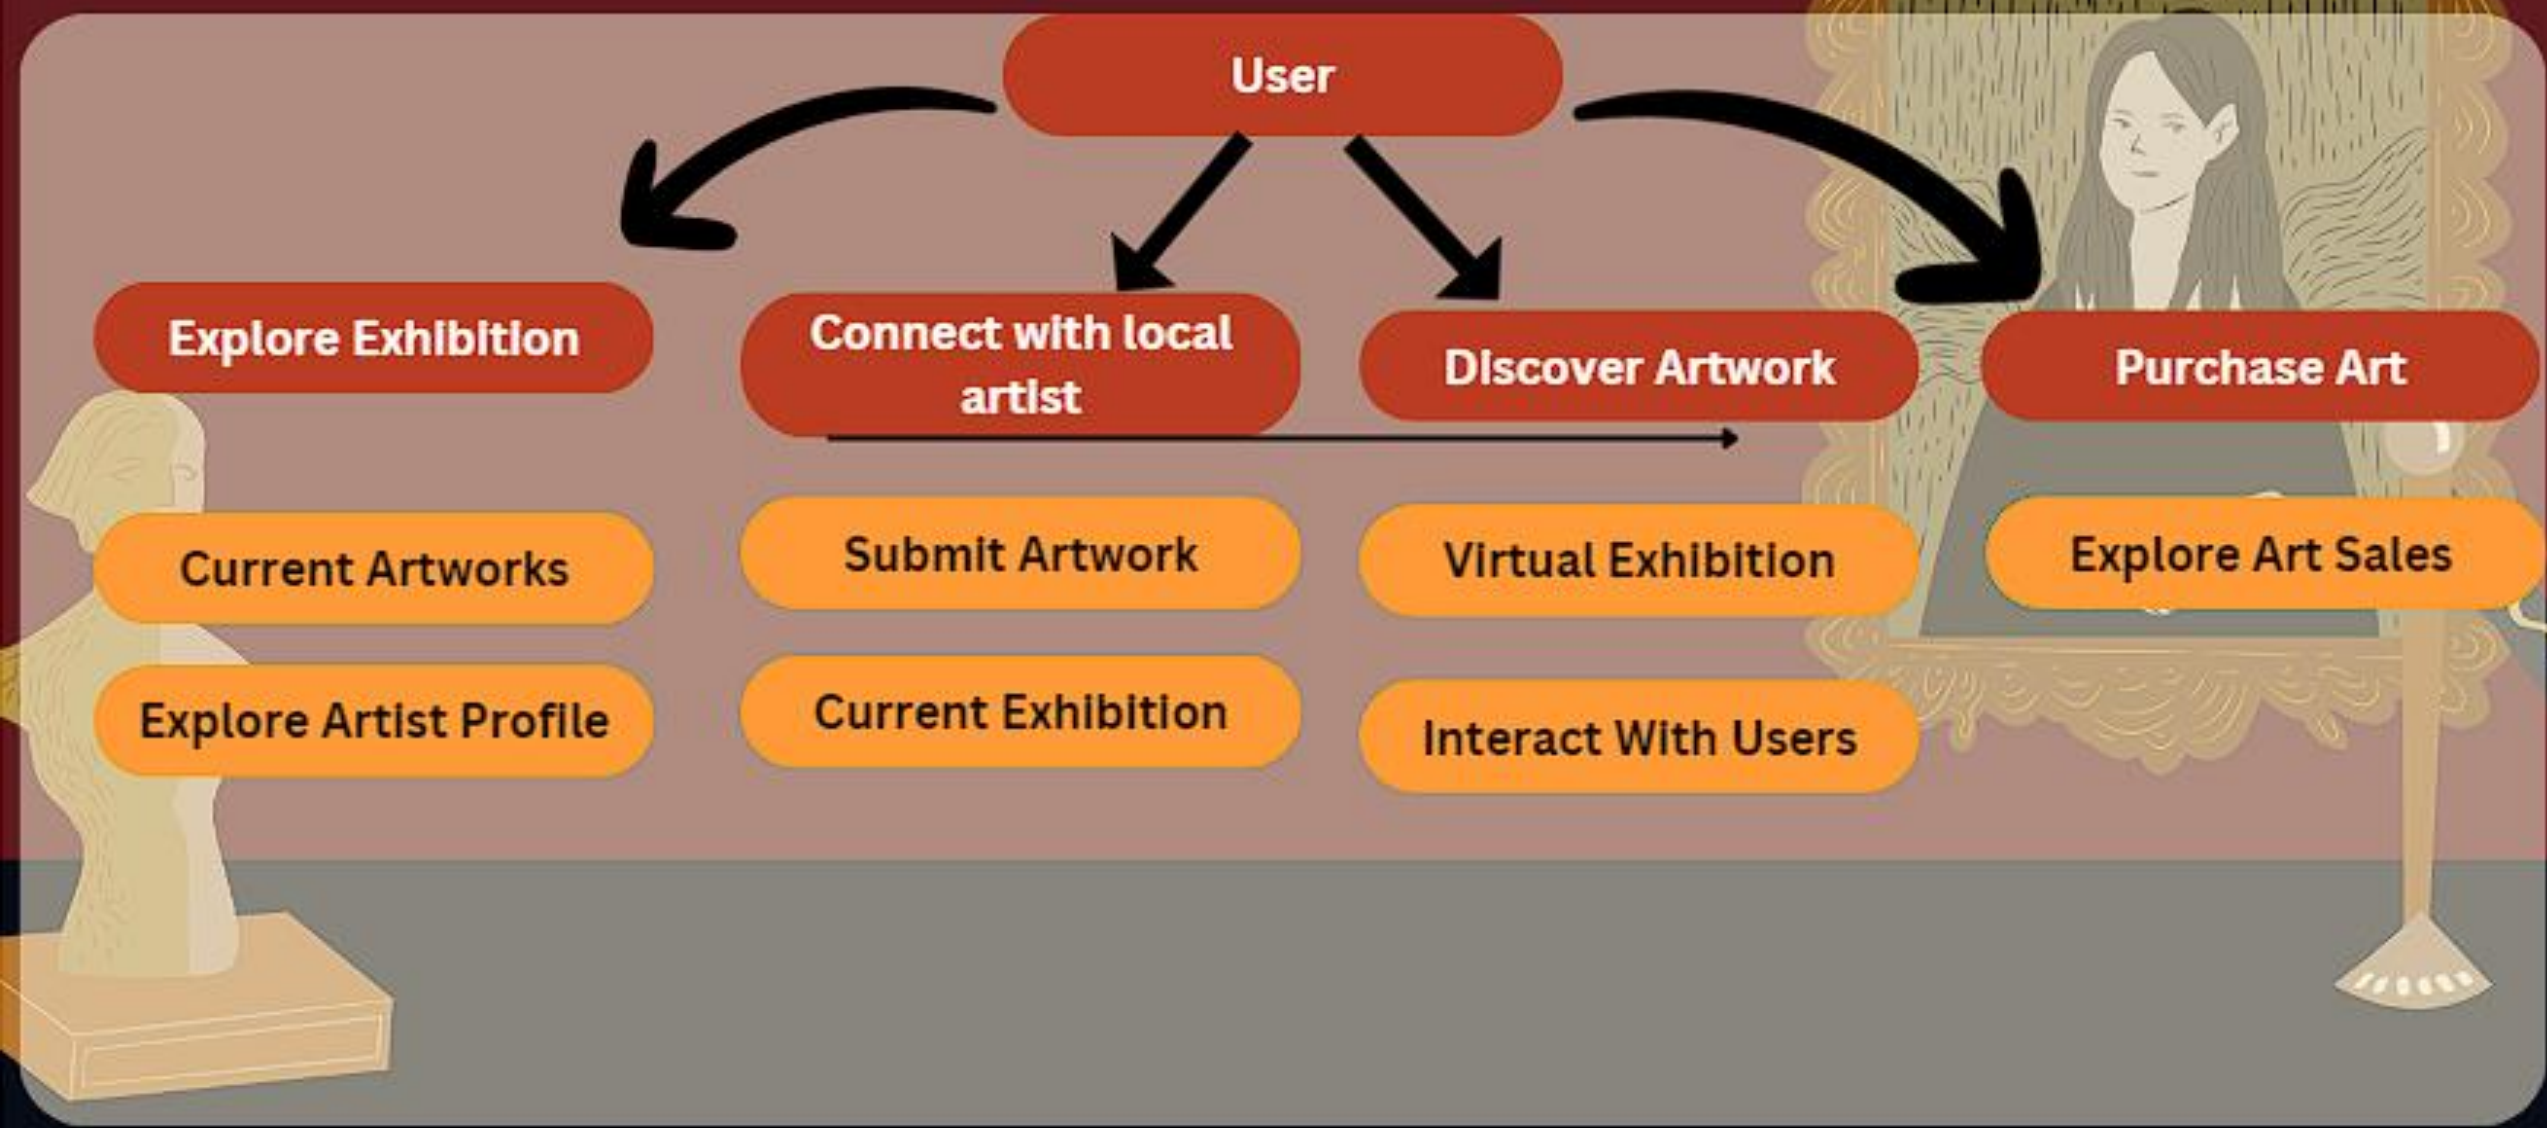 User
Explore Exhibition
Connect with local
artist
Discover Artwork
Purchase Art
Current Artworks
Submit Artwork
Virtual Exhibition
Explore Art Sales
Explore Artist Profile
Current Exhibition
Interact With Users